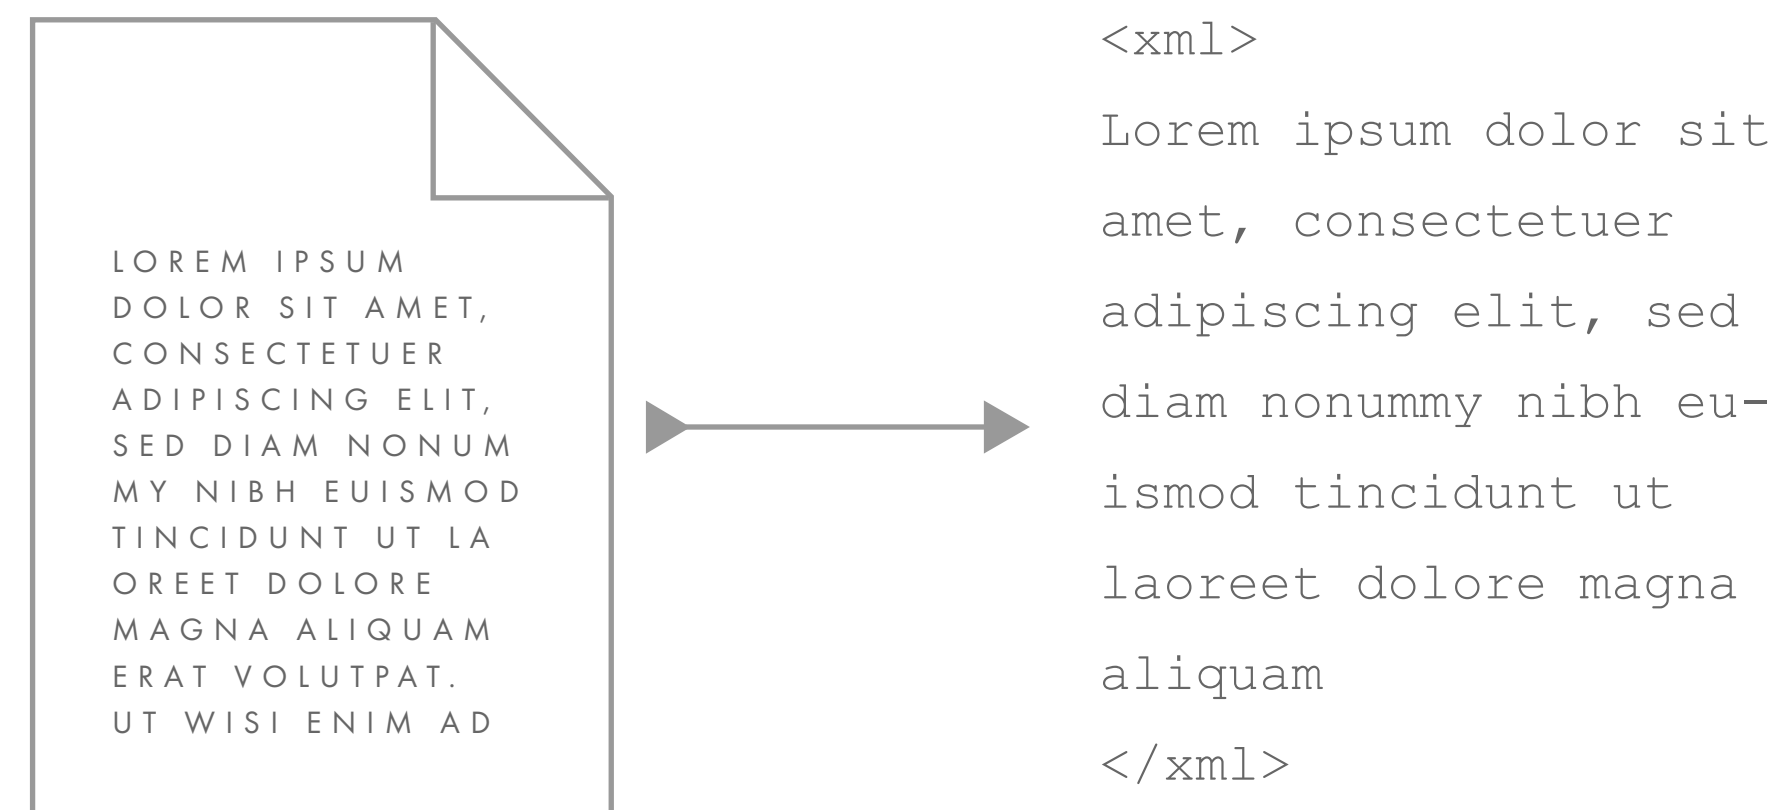 LOREM IPSUM
DOLOR SIT AMET,
CONSECTETUER
ADIPISCING ELIT,
SED DIAM NONUM
MY NIBH EUISMOD
TINCIDUNT UT LA
OREET DOLORE
MAGNA ALIQUAM
ERAT VOLUTPAT.
UT WISI ENIM AD
<xml>
Lorem ipsum dolor sit
amet, consectetuer
adipiscing elit, sed
diam nonummy nibh eu-
ismod tincidunt ut
laoreet dolore magna
aliquam
</xml>